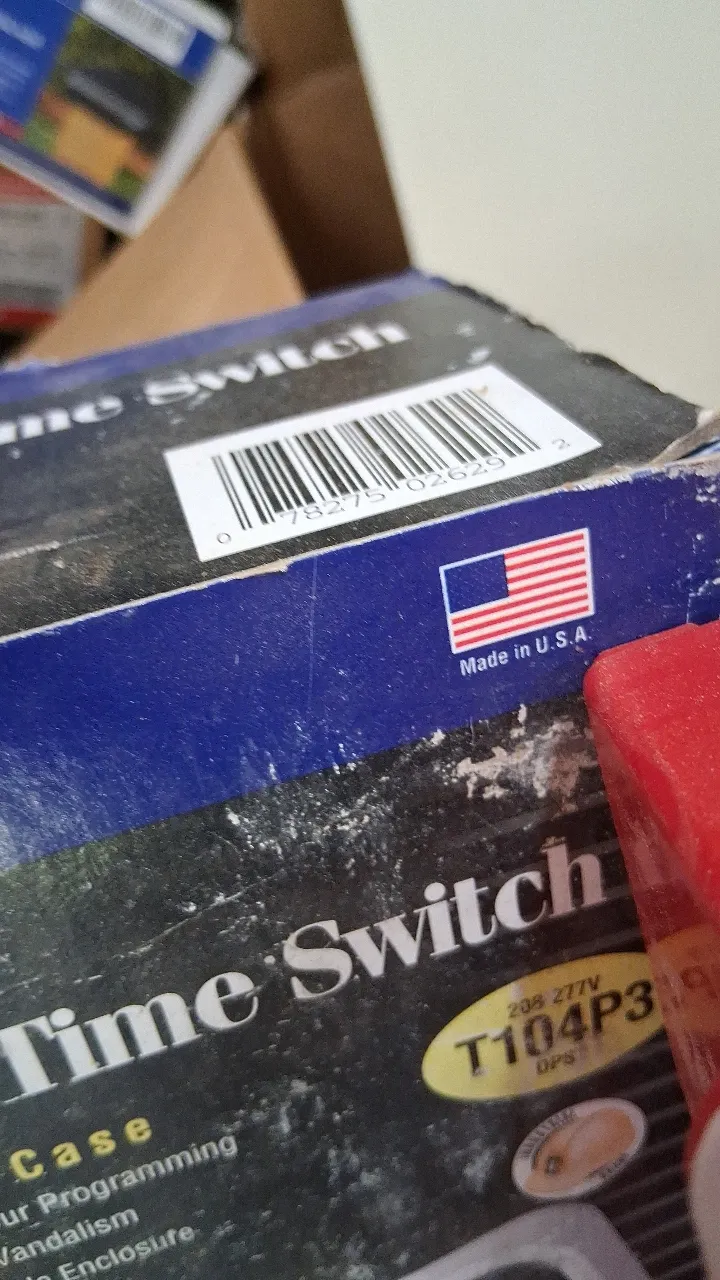 me Switch
0 78275 02629 2
Made in U.S.A.
Time Switch
208-277V
T104P3
DPST
Case
ur Programming
Vandalism
Enclosure